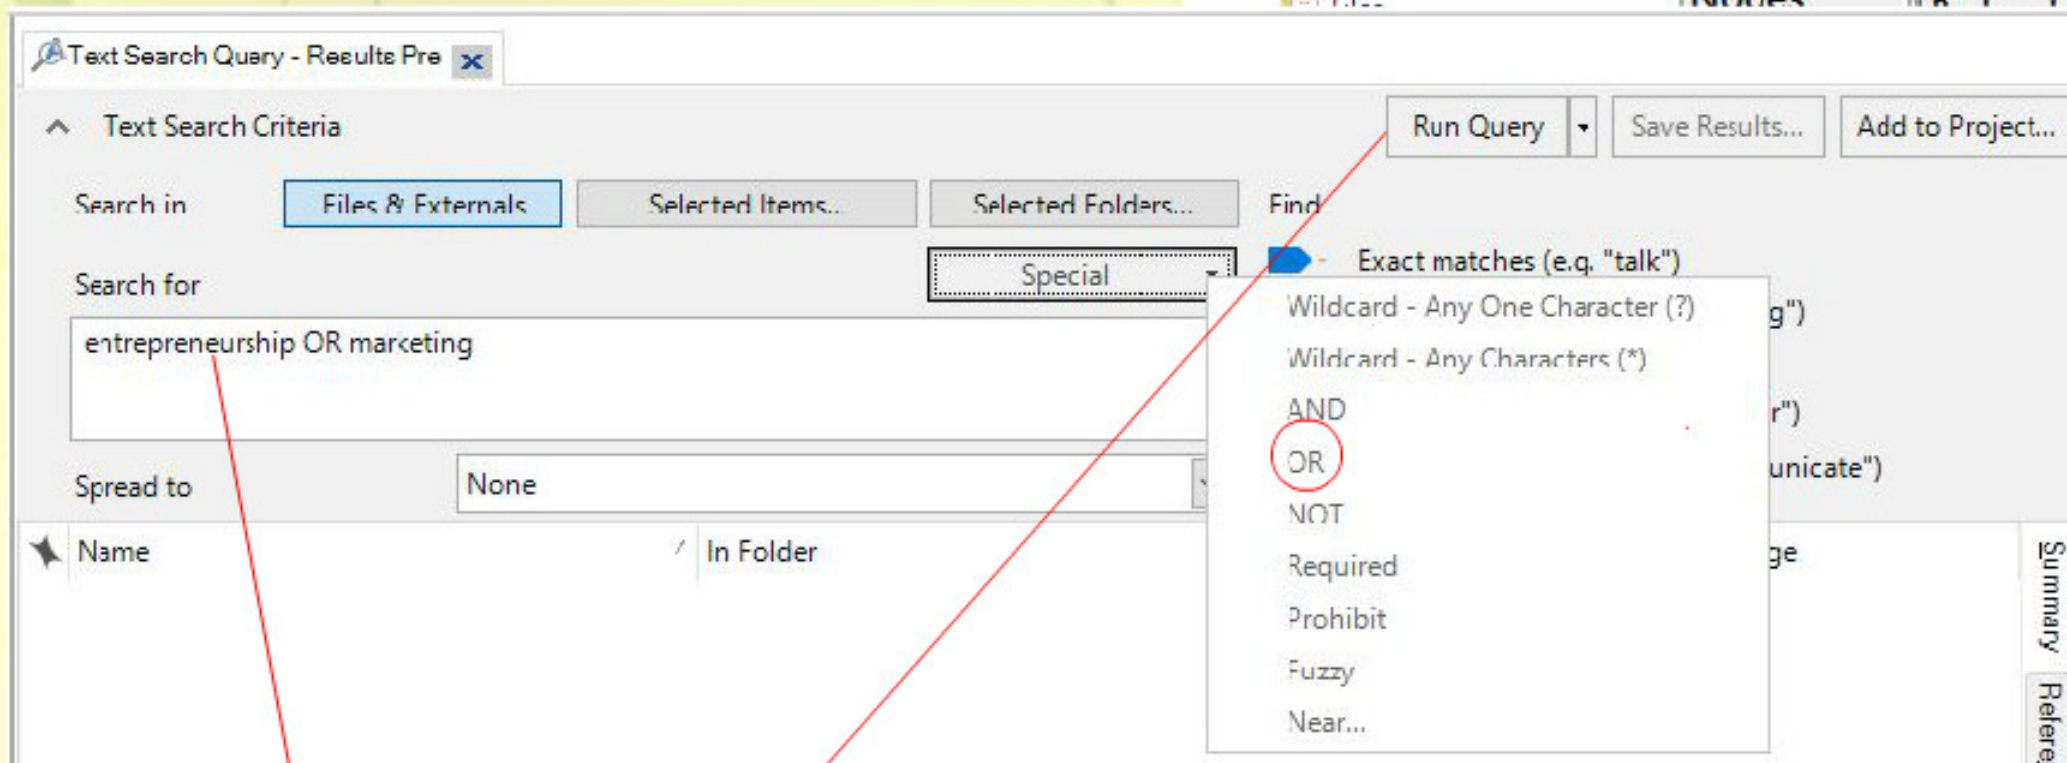 Text Search Query - Results Pre
Text Search Criteria
Run Query
Save Results...
Add to Project...
Search in
Files & Externals
Selected Items...
Selected Folders...
Find
Special
Exact matches (e.g. "talk")
Search for
Wildcard - Any One Character (?)
g")
entrepreneurship OR marketing
Wildcard - Any Characters (*)
AND
r")
OR
unicate")
Spread to
None
NOT
Name
In Folder
Required
ge
Prohibit
Fuzzy
Near...
Summary
Refere